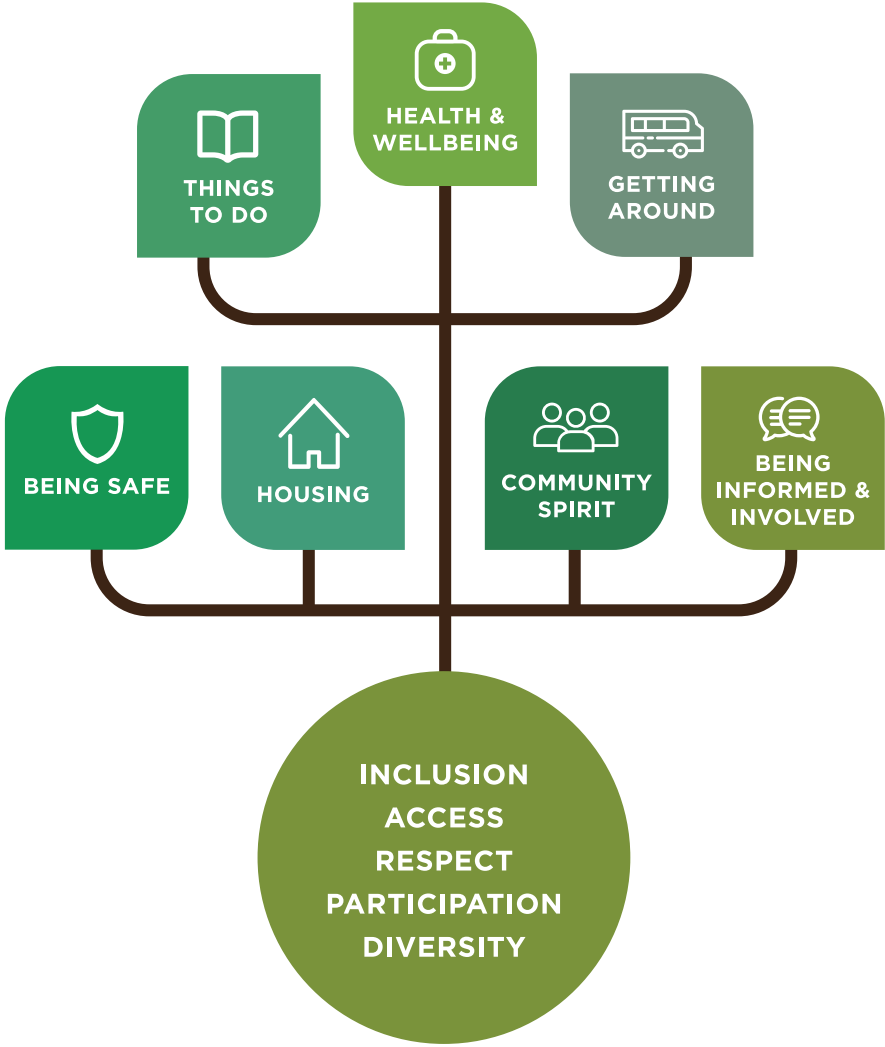 HEALTH &
WELLBEING
THINGS
TO DO
GETTING
AROUND
BEING SAFE
HOUSING
COMMUNITY
SPIRIT
BEING
INFORMED &
INVOLVED
INCLUSION
ACCESS
RESPECT
PARTICIPATION
DIVERSITY